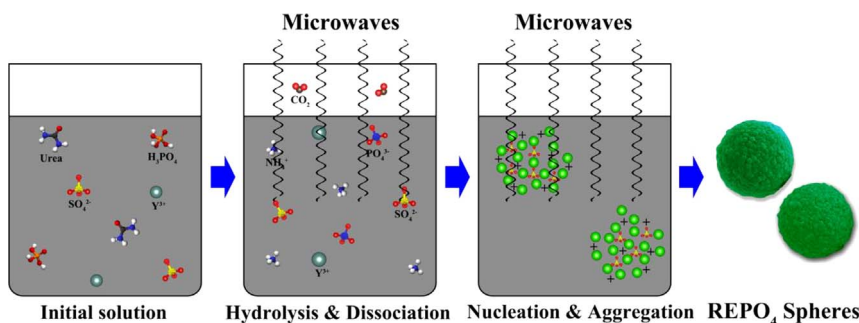 Microwaves
Microwaves
CO₂
Urea
H₃PO₄
NH₄⁺
PO₄³⁻
SO₄²⁻
Y³⁺
SO₄²⁻
Y³⁺
Initial solution
Hydrolysis & Dissociation
Nucleation & Aggregation
REPO₄ Spheres